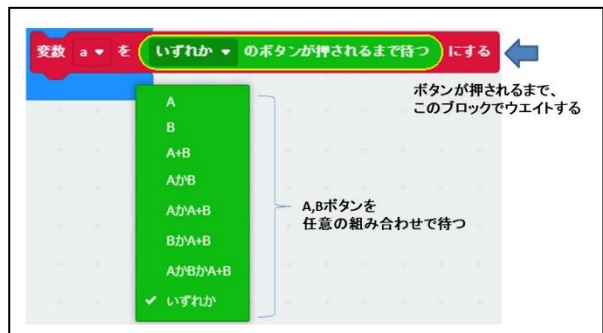 変数 a ▼ を いずれか ▼ のボタンが押されるまで待つ にする
ボタンが押されるまで、
このブロックでウエイトする
A
B
A+B
AかB
AかA+B
BかA+B
AかBかA+B
✓ いずれか
A,Bボタンを
任意の組み合わせで待つ